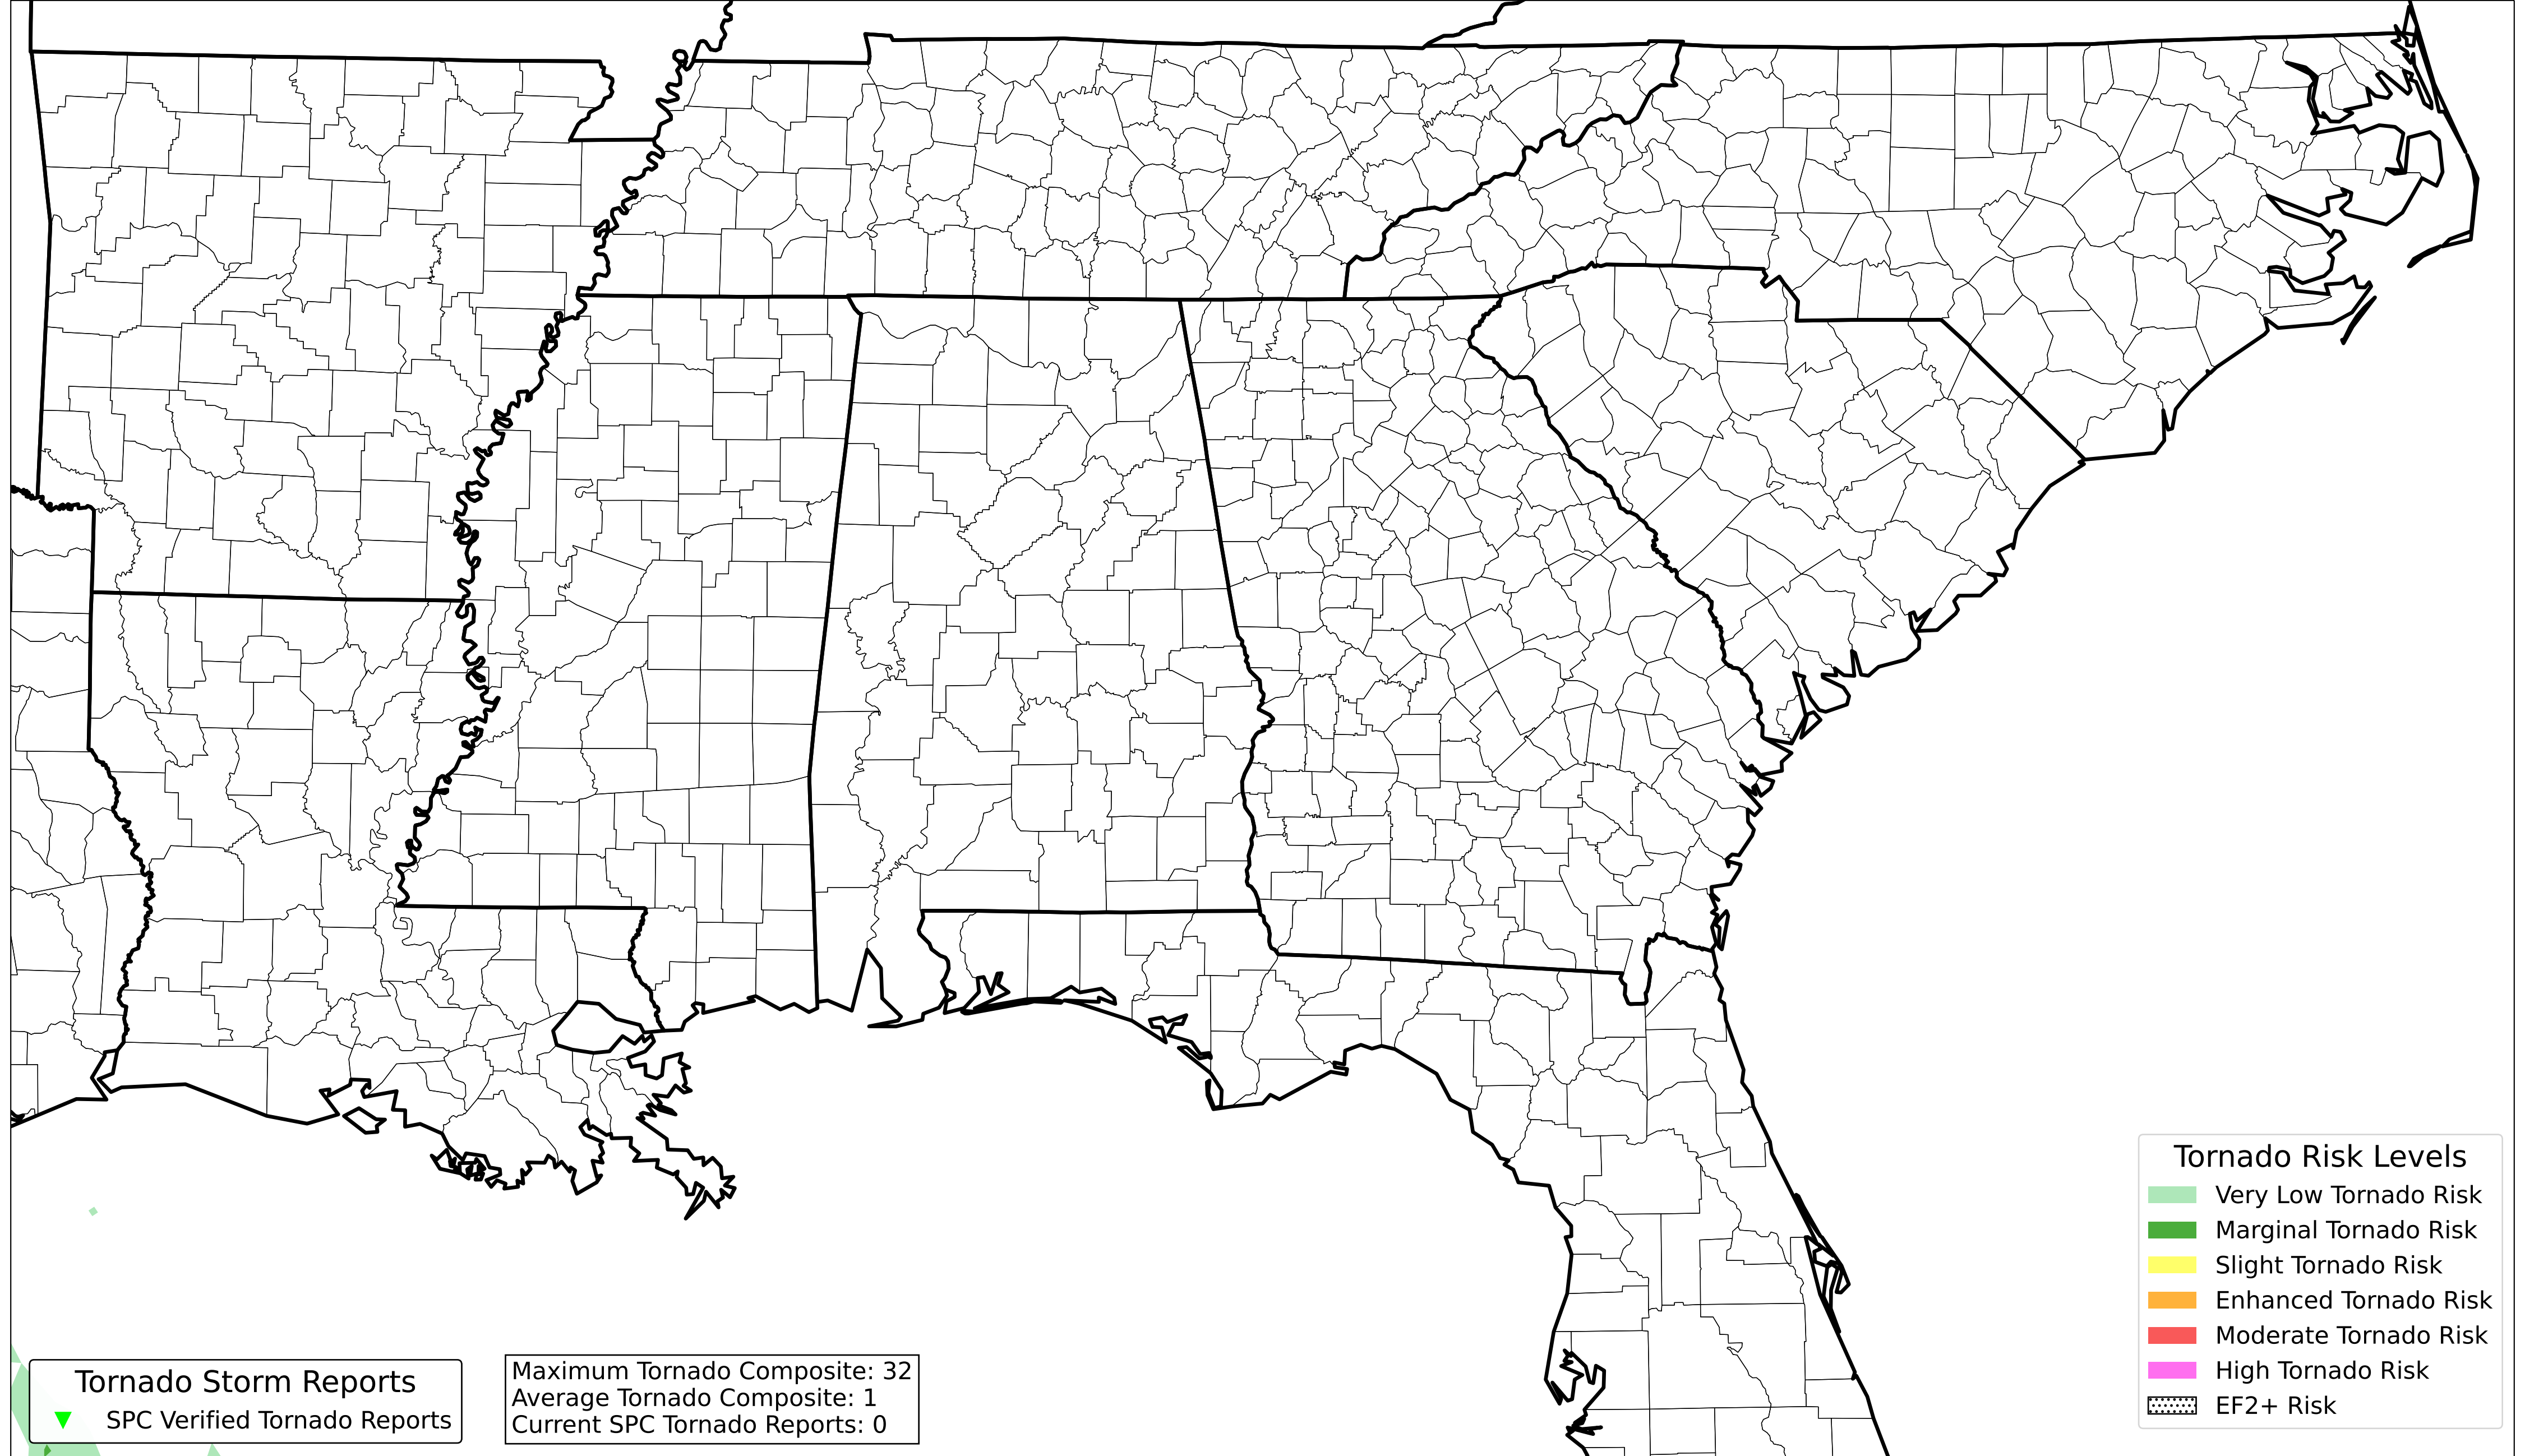 Tornado Risk Levels
Very Low Tornado Risk
Marginal Tornado Risk
Slight Tornado Risk
Enhanced Tornado Risk
Moderate Tornado Risk
High Tornado Risk
EF2+ Risk
Tornado Storm Reports
SPC Verified Tornado Reports
Maximum Tornado Composite: 32
Average Tornado Composite: 1
Current SPC Tornado Reports: 0